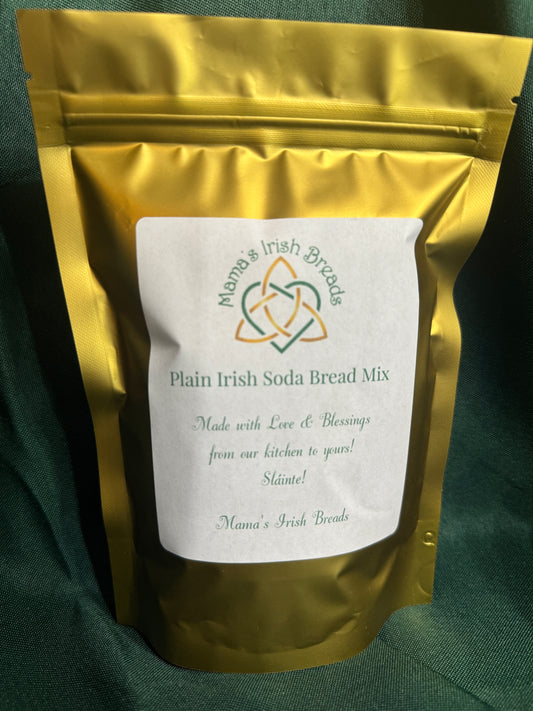 Mama's Irish Breads
Plain Irish Soda Bread Mix
Made with Love & Blessings
from our kitchen to yours!
Sláinte!
Mama's Irish Breads